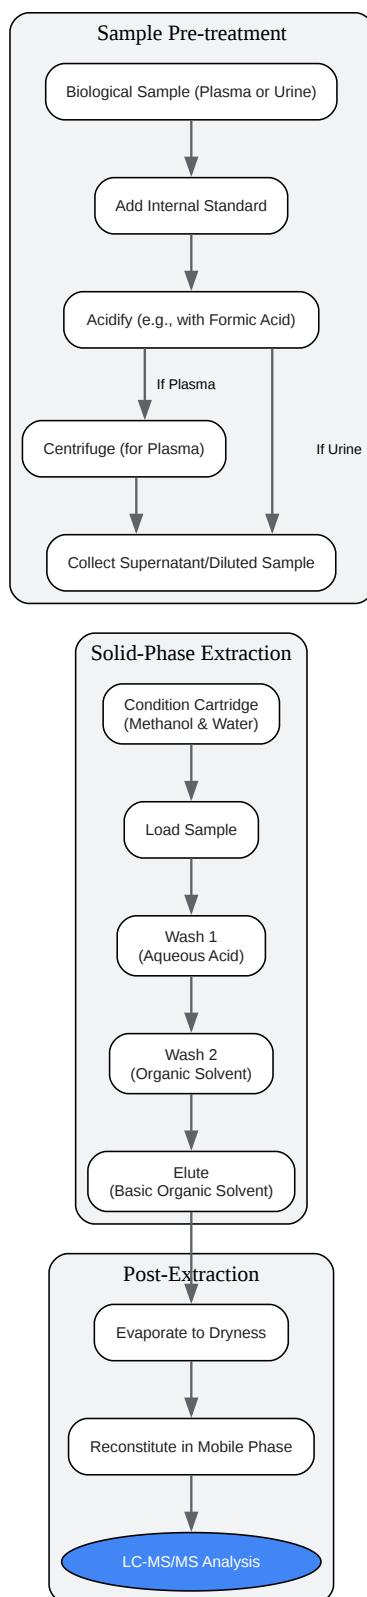 Sample Pre-treatment
Biological Sample (Plasma or Urine)
Add Internal Standard
Acidify (e.g., with Formic Acid)
If Plasma
Centrifuge (for Plasma)
If Urine
Collect Supernatant/Diluted Sample
Solid-Phase Extraction
Condition Cartridge
(Methanol & Water)
Load Sample
Wash 1
(Aqueous Acid)
Wash 2
(Organic Solvent)
Elute
(Basic Organic Solvent)
Post-Extraction
Evaporate to Dryness
Reconstitute in Mobile Phase
LC-MS/MS Analysis